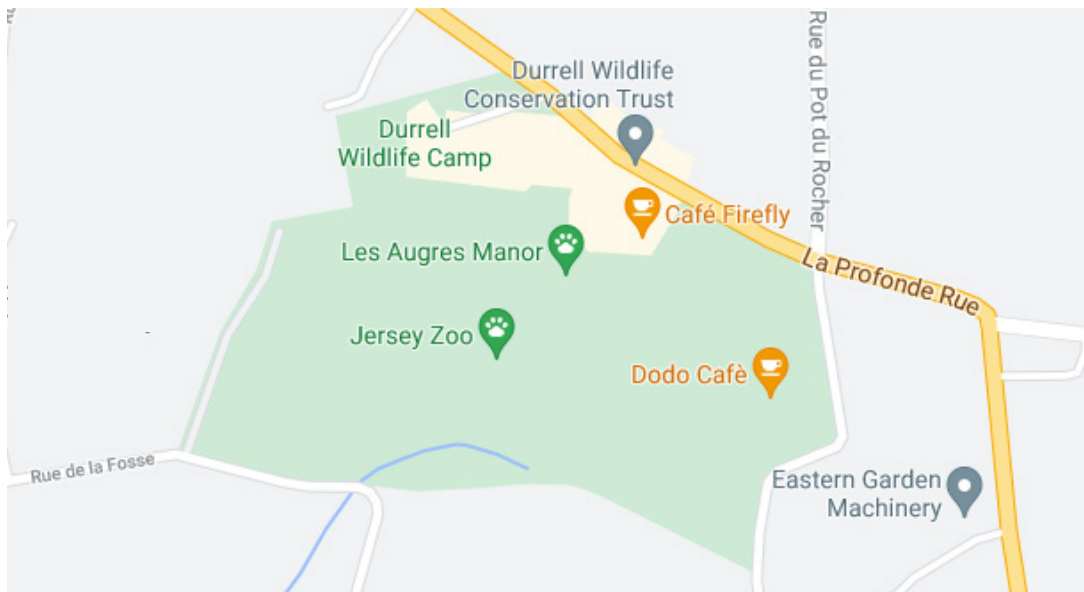 Durrell Wildlife
Conservation Trust
Rue du Pot du Rocher
Durrell
Wildlife Camp
Café Firefly
Les Augres Manor
La Profonde Rue
Jersey Zoo
Dodo Cafè
Rue de la Fosse
Eastern Garden
Machinery